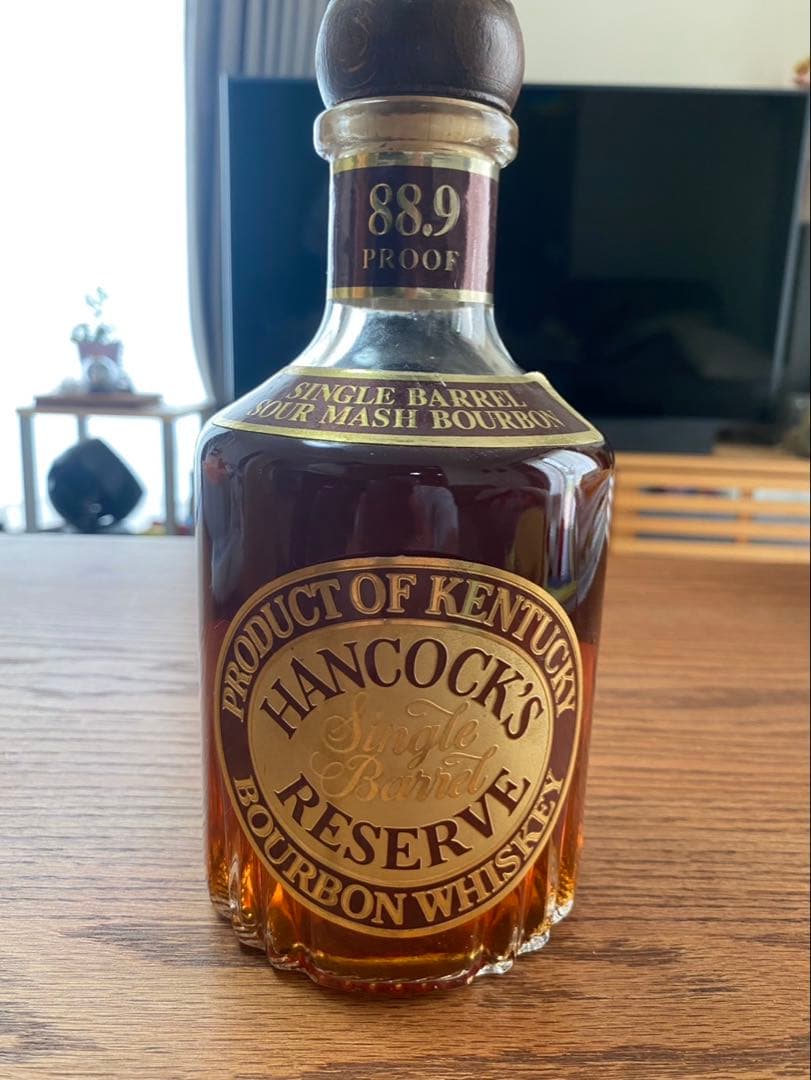 88.9
PROOF
SINGLE BARREL
SOUR MASH BOURBON
PRODUCT OF KENTUCKY
HANCOCK'S
Single
Barrel
RESERVE
BOURBON WHISKEY